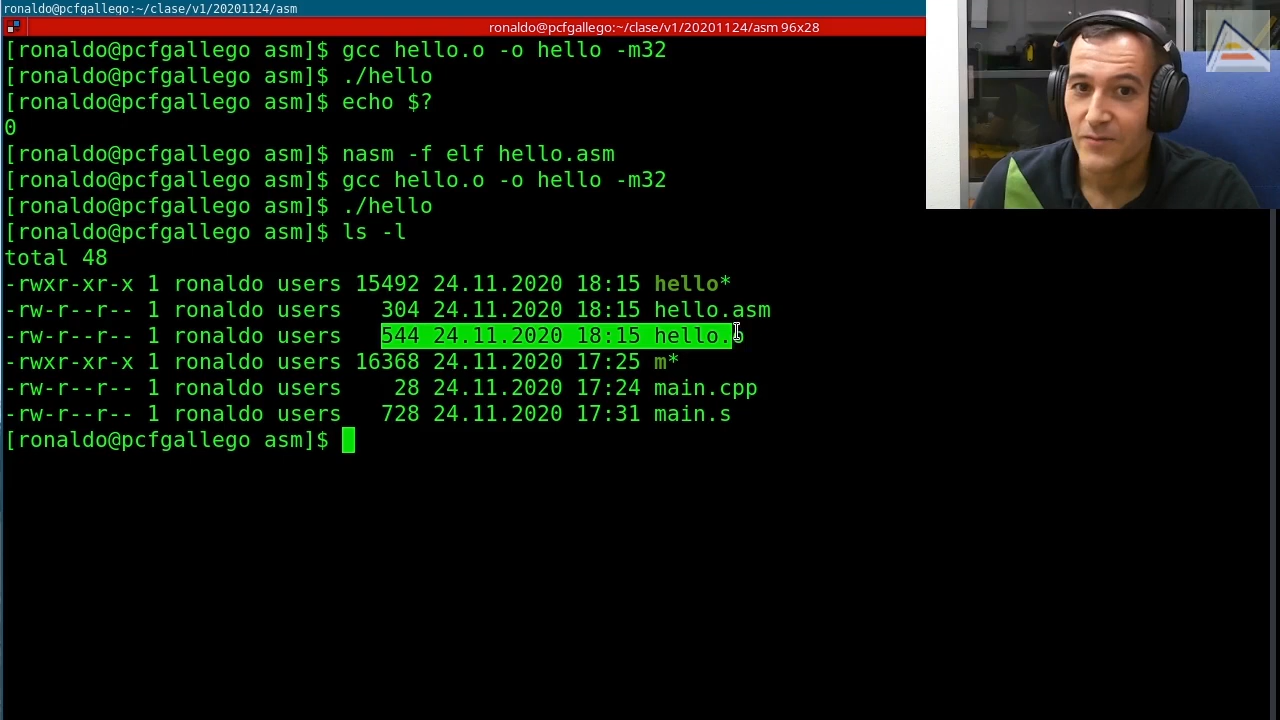 ronaldo@pcfgallego:~/clase/v1/20201124/asm
ronaldo@pcfgallego:~/clase/v1/20201124/asm 96x28
[ronaldo@pcfgallego asm]$ gcc hello.o -o hello -m32
[ronaldo@pcfgallego asm]$ ./hello
[ronaldo@pcfgallego asm]$ echo $?
0
[ronaldo@pcfgallego asm]$ nasm -f elf hello.asm
[ronaldo@pcfgallego asm]$ gcc hello.o -o hello -m32
[ronaldo@pcfgallego asm]$ ./hello
[ronaldo@pcfgallego asm]$ ls -l
total 48
-rwxr-xr-x 1 ronaldo users 15492 24.11.2020 18:15 hello*
-rw-r--r-- 1 ronaldo users   304 24.11.2020 18:15 hello.asm
-rw-r--r-- 1 ronaldo users   544 24.11.2020 18:15 hello.o
-rwxr-xr-x 1 ronaldo users 16368 24.11.2020 17:25 m*
-rw-r--r-- 1 ronaldo users    28 24.11.2020 17:24 main.cpp
-rw-r--r-- 1 ronaldo users   728 24.11.2020 17:31 main.s
[ronaldo@pcfgallego asm]$